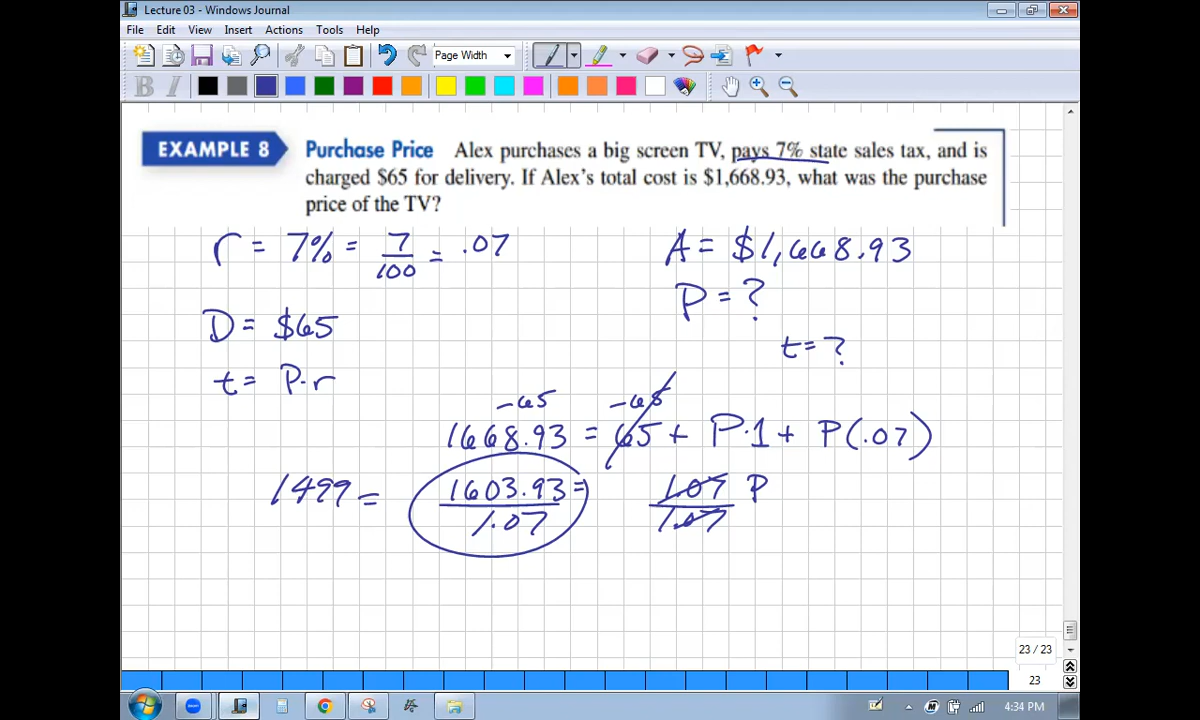 Lecture 03 - Windows Journal
File Edit View Insert Actions Tools Help
Page Width
B I
EXAMPLE 8 Purchase Price Alex purchases a big screen TV, pays 7% state sales tax, and is
charged $65 for delivery. If Alex's total cost is $1,668.93, what was the purchase
price of the TV?
r = 7% = 7/100 = .07
A = $1,668.93
P = ?
D = $65
t = ?
t = P·r
-65 -65
1668.93 = 65 + P·1 + P(.07)
1499 = 1603.93/1.07 = 1.07/1.07 P
23 / 23
23
4:34 PM